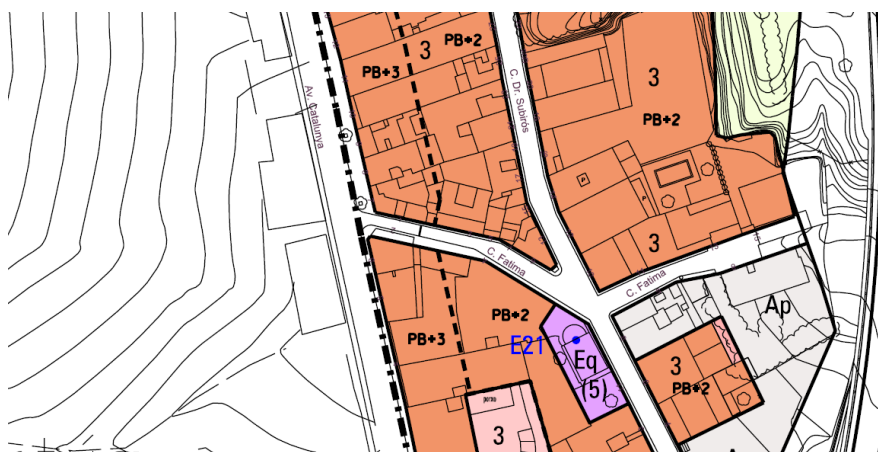 3
PB+2
PB+3
Av. Catalunya
C. Dr. Subirós
3
PB+2
3
C. Fatima
C. Fatima
Ap
PB+2
PB+3
E21
Eq
(5)
3
PB+2
3